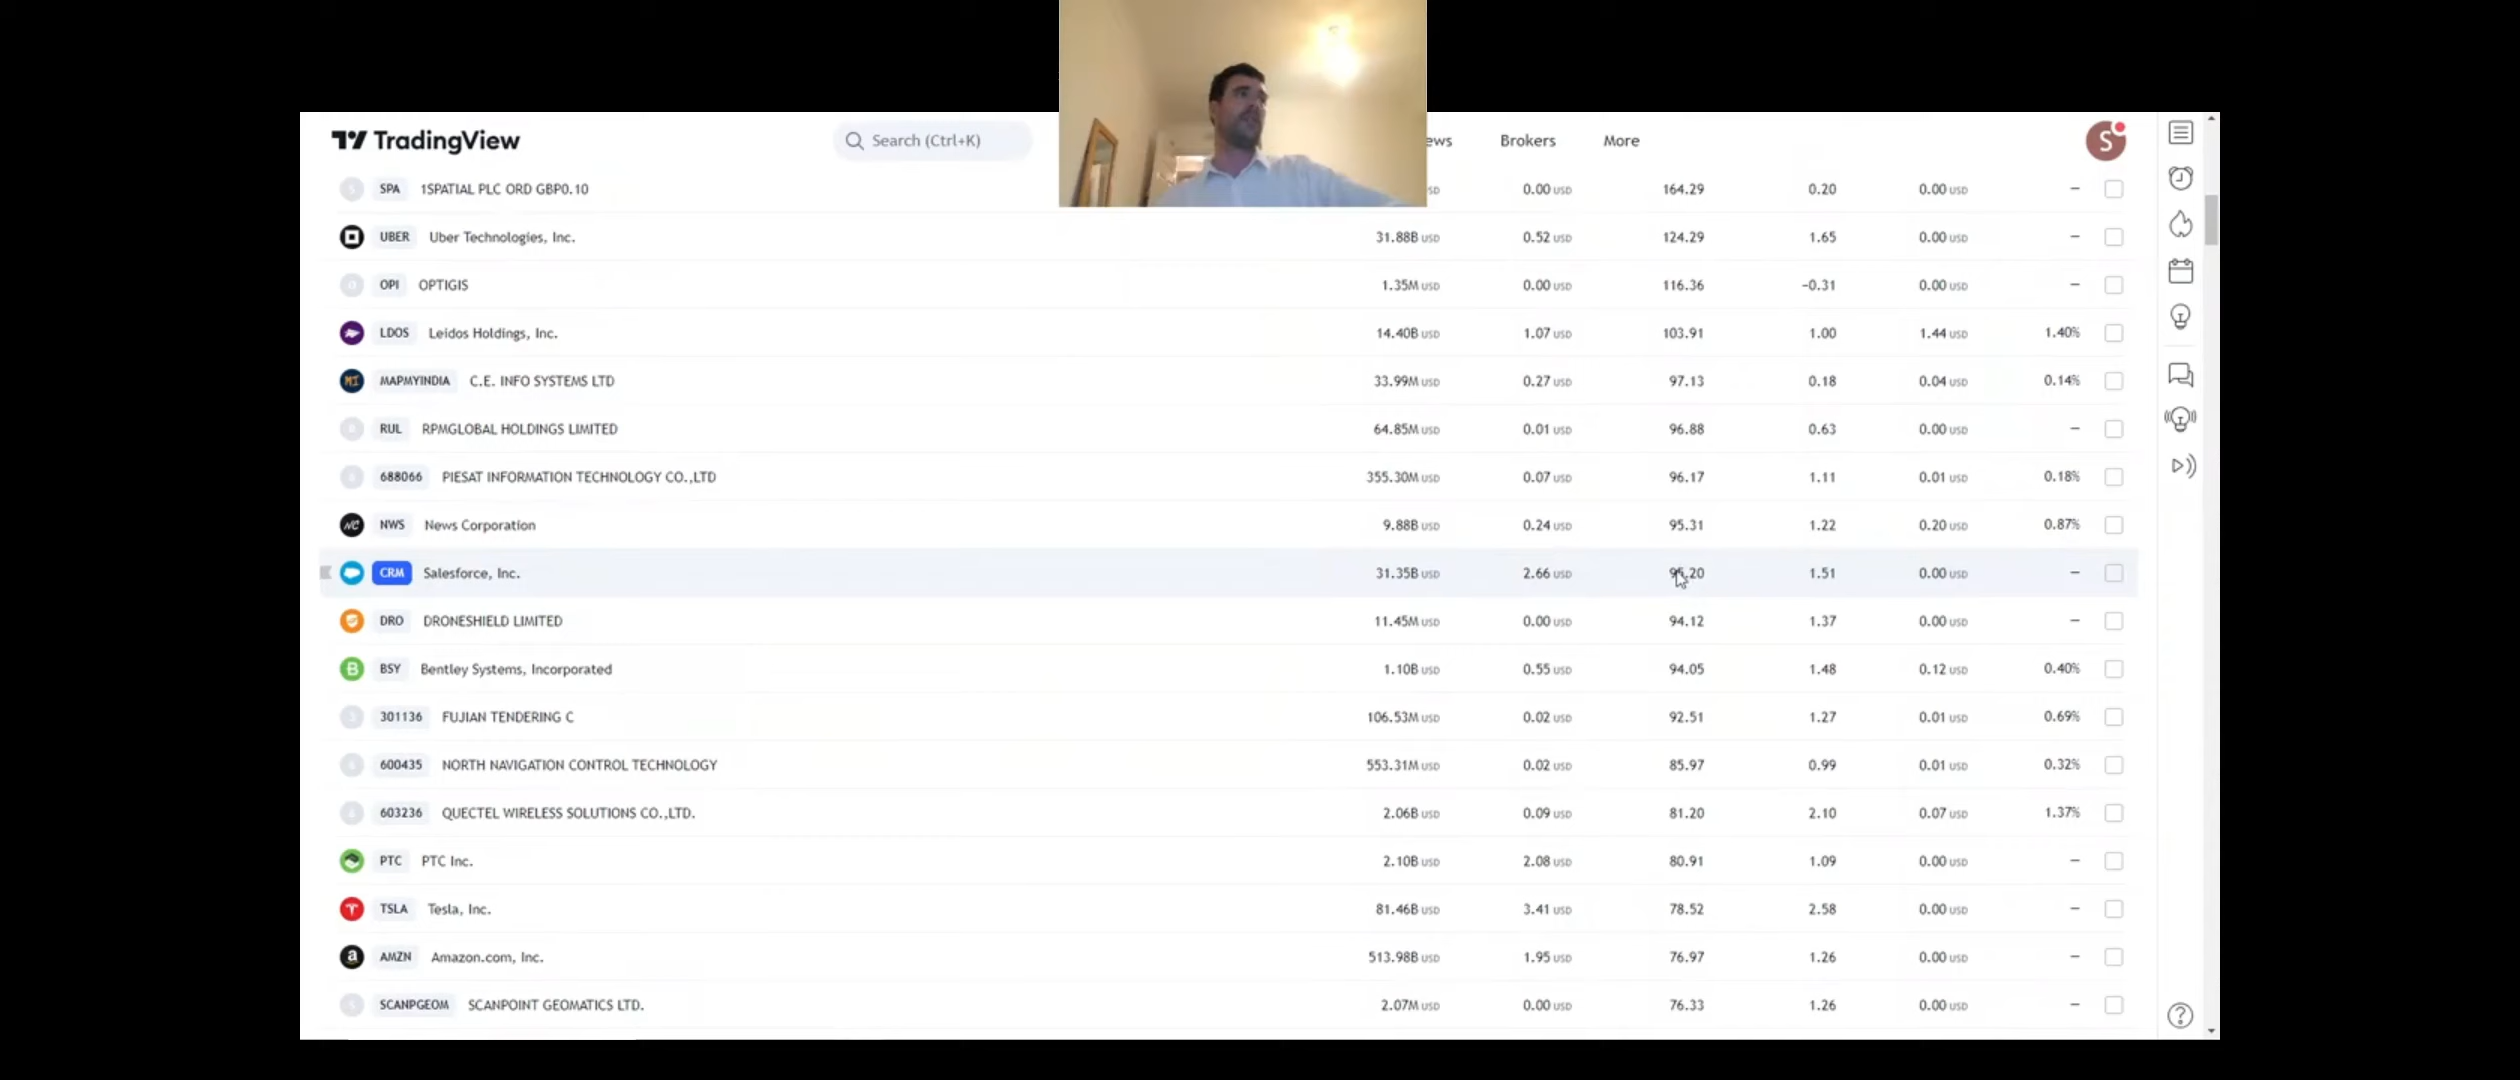 TradingView
Search (Ctrl+K)
ews Brokers More
S
SPA 1SPATIAL PLC ORD GBP0.10 SD 0.00 USD 164.29 0.20 0.00 USD –
UBER Uber Technologies, Inc. 31.88B USD 0.52 USD 124.29 1.65 0.00 USD –
OPI OPTIGIS 1.35M USD 0.00 USD 116.36 −0.31 0.00 USD –
LDOS Leidos Holdings, Inc. 14.40B USD 1.07 USD 103.91 1.00 1.44 USD 1.40%
MAPMYINDIA C.E. INFO SYSTEMS LTD 33.99M USD 0.27 USD 97.13 0.18 0.04 USD 0.14%
RUL RPMGLOBAL HOLDINGS LIMITED 64.85M USD 0.01 USD 96.88 0.63 0.00 USD –
688066 PIESAT INFORMATION TECHNOLOGY CO.,LTD 355.30M USD 0.07 USD 96.17 1.11 0.01 USD 0.18%
NWS News Corporation 9.88B USD 0.24 USD 95.31 1.22 0.20 USD 0.87%
CRM Salesforce, Inc. 31.35B USD 2.66 USD 95.20 1.51 0.00 USD –
DRO DRONESHIELD LIMITED 11.45M USD 0.00 USD 94.12 1.37 0.00 USD –
B BSY Bentley Systems, Incorporated 1.10B USD 0.55 USD 94.05 1.48 0.12 USD 0.40%
301136 FUJIAN TENDERING C 106.53M USD 0.02 USD 92.51 1.27 0.01 USD 0.69%
600435 NORTH NAVIGATION CONTROL TECHNOLOGY 553.31M USD 0.02 USD 85.97 0.99 0.01 USD 0.32%
603236 QUECTEL WIRELESS SOLUTIONS CO.,LTD. 2.06B USD 0.09 USD 81.20 2.10 0.07 USD 1.37%
PTC PTC Inc. 2.10B USD 2.08 USD 80.91 1.09 0.00 USD –
TSLA Tesla, Inc. 81.46B USD 3.41 USD 78.52 2.58 0.00 USD –
a AMZN Amazon.com, Inc. 513.98B USD 1.95 USD 76.97 1.26 0.00 USD –
SCANPGEOM SCANPOINT GEOMATICS LTD. 2.07M USD 0.00 USD 76.33 1.26 0.00 USD –